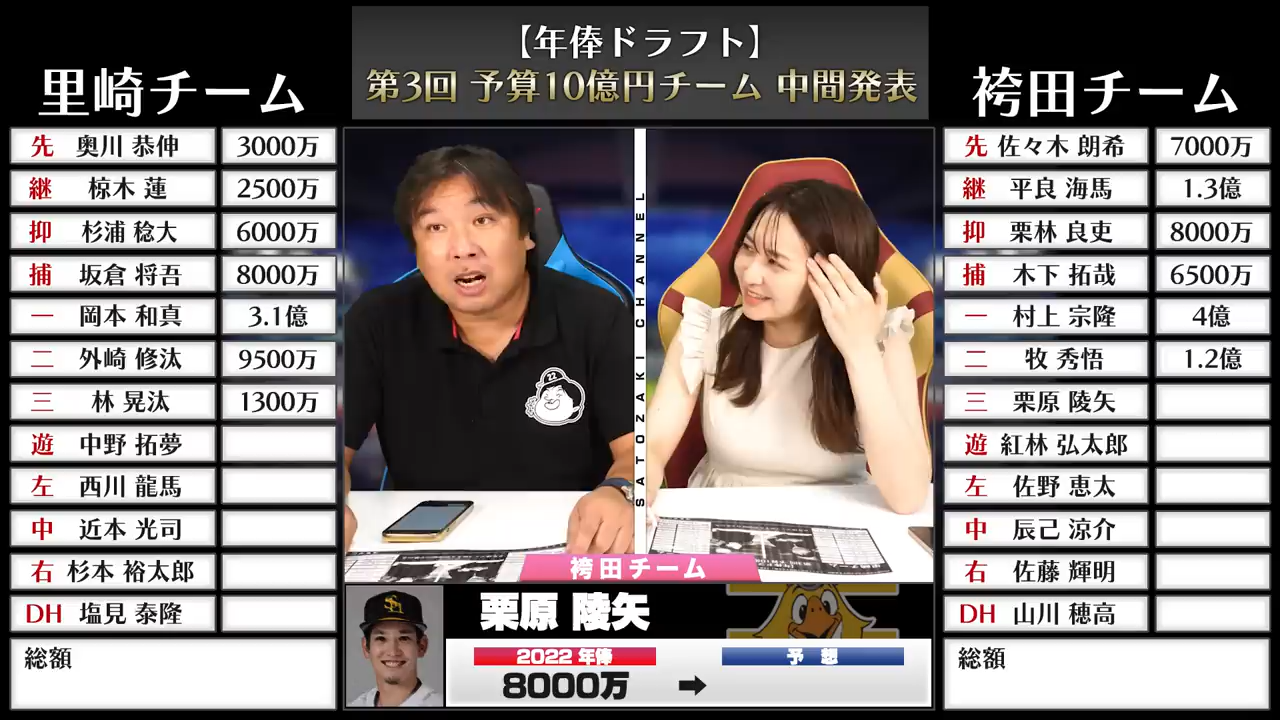 【年俸ドラフト】
第3回 予算10億円チーム 中間発表
里崎チーム
先 奥川 恭伸 3000万
継 椋木 蓮 2500万
抑 杉浦 稔大 6000万
捕 坂倉 将吾 8000万
一 岡本 和真 3.1億
二 外崎 修汰 9500万
三 林 晃汰 1300万
遊 中野 拓夢
左 西川 龍馬
中 近本 光司
右 杉本 裕太郎
DH 塩見 泰隆
総額
SATOZAKI CHANNEL
22
袴田チーム
栗原 陵矢
SH
2022 年俸
予想
8000万 ➡
袴田チーム
先 佐々木 朗希 7000万
継 平良 海馬 1.3億
抑 栗林 良吏 8000万
捕 木下 拓哉 6500万
一 村上 宗隆 4億
二 牧 秀悟 1.2億
三 栗原 陵矢
遊 紅林 弘太郎
左 佐野 恵太
中 辰己 涼介
右 佐藤 輝明
DH 山川 穂高
総額